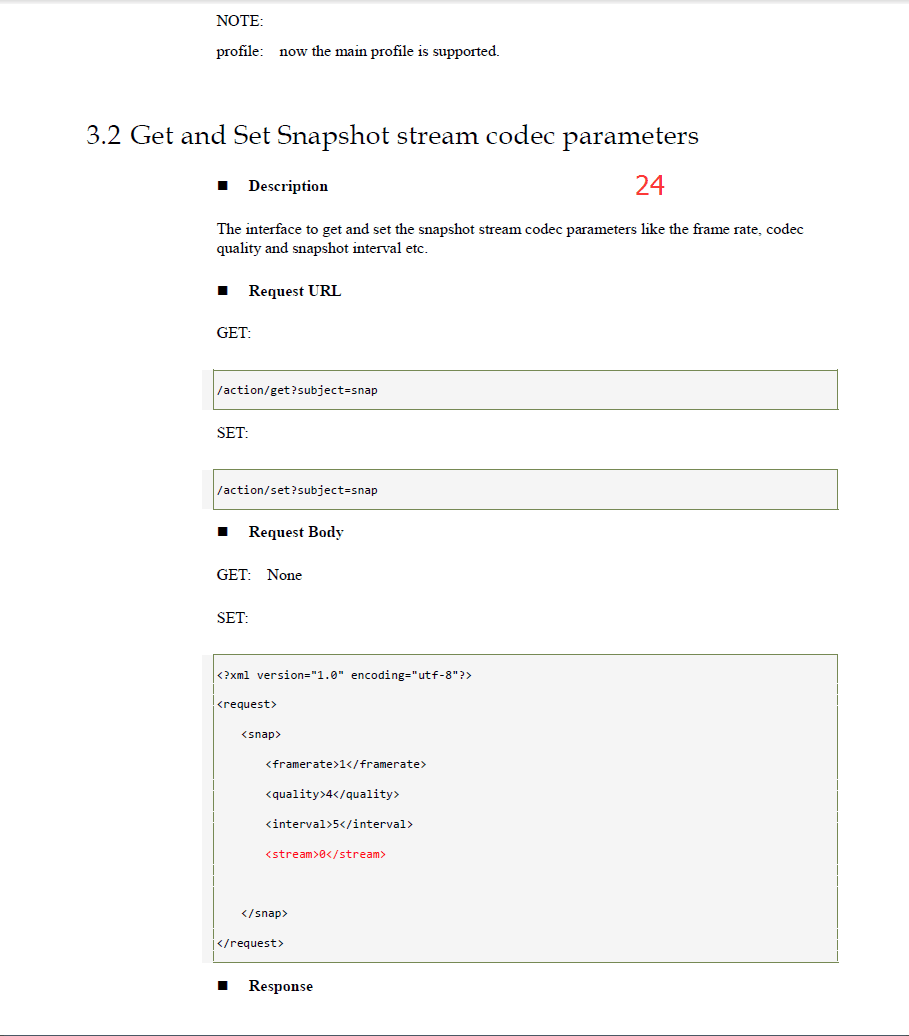 NOTE:
profile: now the main profile is supported.
3.2 Get and Set Snapshot stream codec parameters
■ Description
24
The interface to get and set the snapshot stream codec parameters like the frame rate, codec
quality and snapshot interval etc.
■ Request URL
GET:
/action/get?subject=snap
SET:
/action/set?subject=snap
■ Request Body
GET: None
SET:
<?xml version="1.0" encoding="utf-8"?>
<request>
<snap>
<framerate>1</framerate>
<quality>4</quality>
<interval>5</interval>
<stream>0</stream>
</snap>
</request>
■ Response